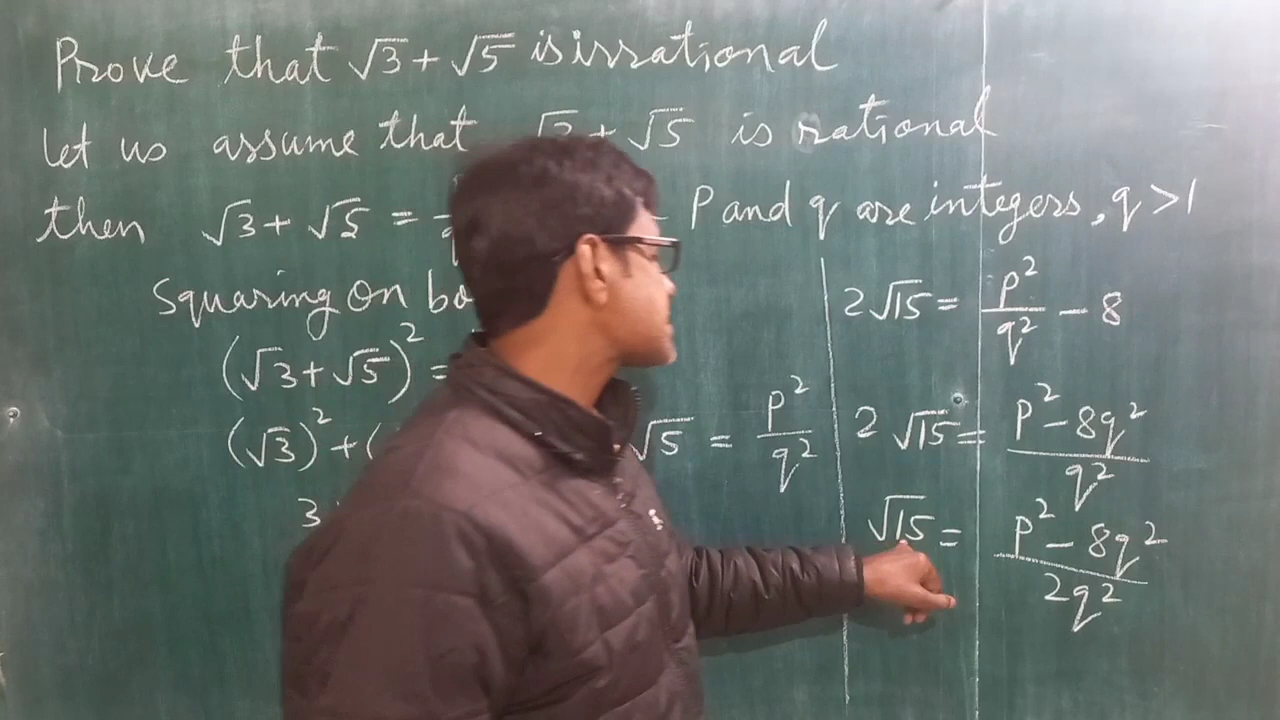 Prove that √3 + √5 is irrational
let us assume that √3 + √5 is rational
then √3 + √5 = P and q are integers, q > 1
Squaring On
(√3 + √5)² =
(√3)² + ( √5 = p²/q²
3
2√15 = p²/q² - 8
2√15 = (p² - 8q²)/q²
√15 = (p² - 8q²)/2q²